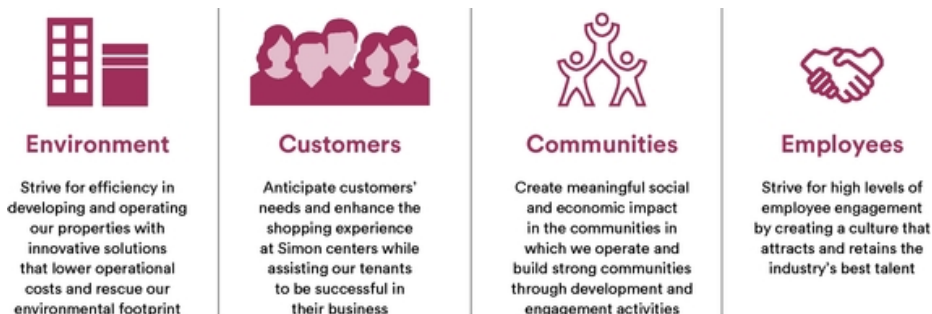 Environment
Strive for efficiency in
developing and operating
our properties with
innovative solutions
that lower operational
costs and rescue our
environmental footprint
Customers
Anticipate customers'
needs and enhance the
shopping experience
at Simon centers while
assisting our tenants
to be successful in
their business
Communities
Create meaningful social
and economic impact
in the communities in
which we operate and
build strong communities
through development and
engagement activities
Employees
Strive for high levels of
employee engagement
by creating a culture that
attracts and retains the
industry's best talent